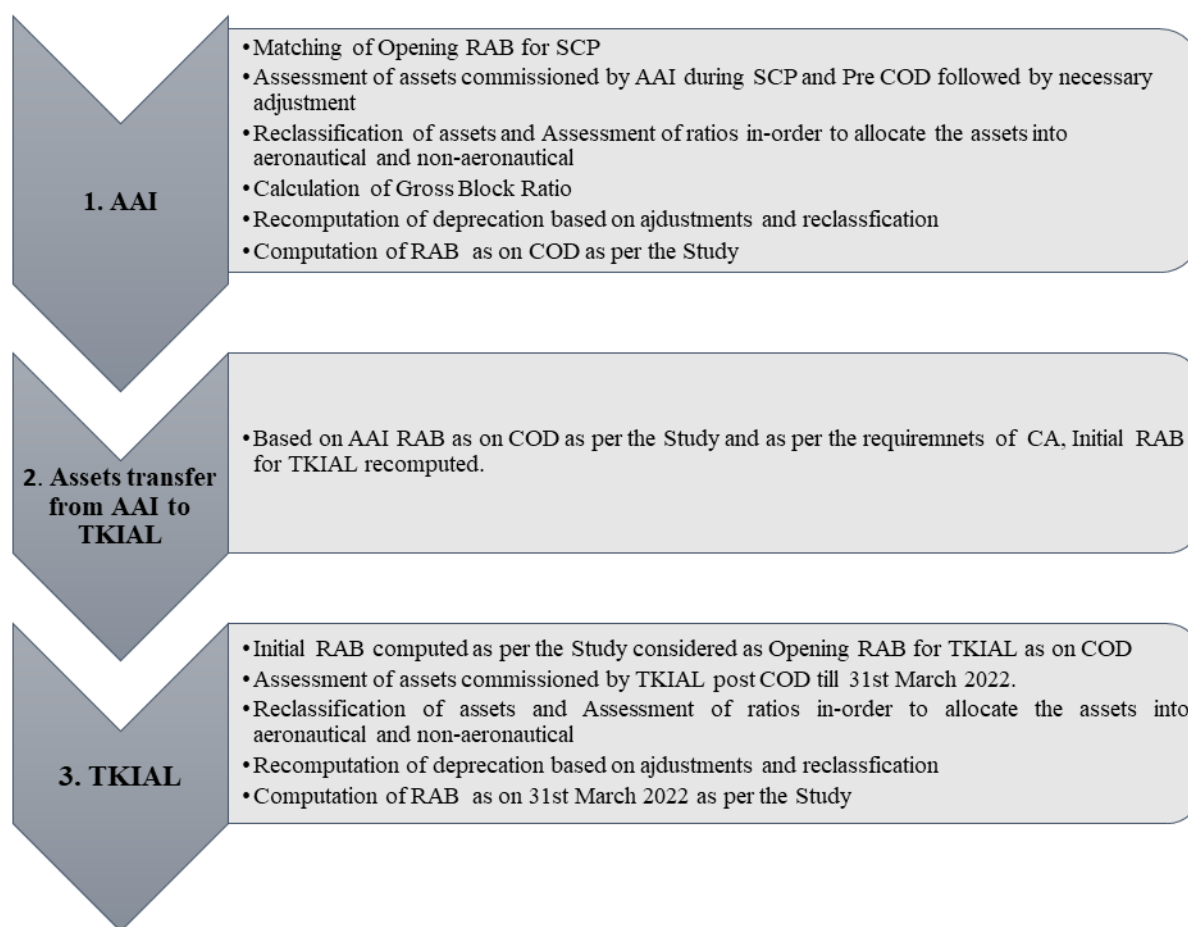 1. AAI
•Matching of Opening RAB for SCP
•Assessment of assets commissioned by AAI during SCP and Pre COD followed by necessary
adjustment
•Reclassification of assets and Assessment of ratios in-order to allocate the assets into
aeronautical and non-aeronautical
•Calculation of Gross Block Ratio
•Recomputation of deprecation based on ajdustments and reclassfication
•Computation of RAB as on COD as per the Study
2. Assets transfer
from AAI to
TKIAL
•Based on AAI RAB as on COD as per the Study and as per the requiremnets of CA, Initial RAB
for TKIAL recomputed.
3. TKIAL
•Initial RAB computed as per the Study considered as Opening RAB for TKIAL as on COD
•Assessment of assets commissioned by TKIAL post COD till 31st March 2022.
•Reclassification of assets and Assessment of ratios in-order to allocate the assets into
aeronautical and non-aeronautical
•Recomputation of deprecation based on ajdustments and reclassfication
•Computation of RAB as on 31st March 2022 as per the Study